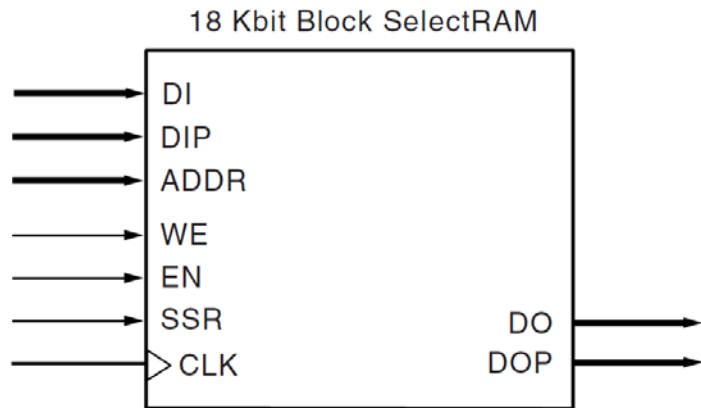 18 Kbit Block SelectRAM
DI
DIP
ADDR
WE
EN
SSR
CLK
DO
DOP